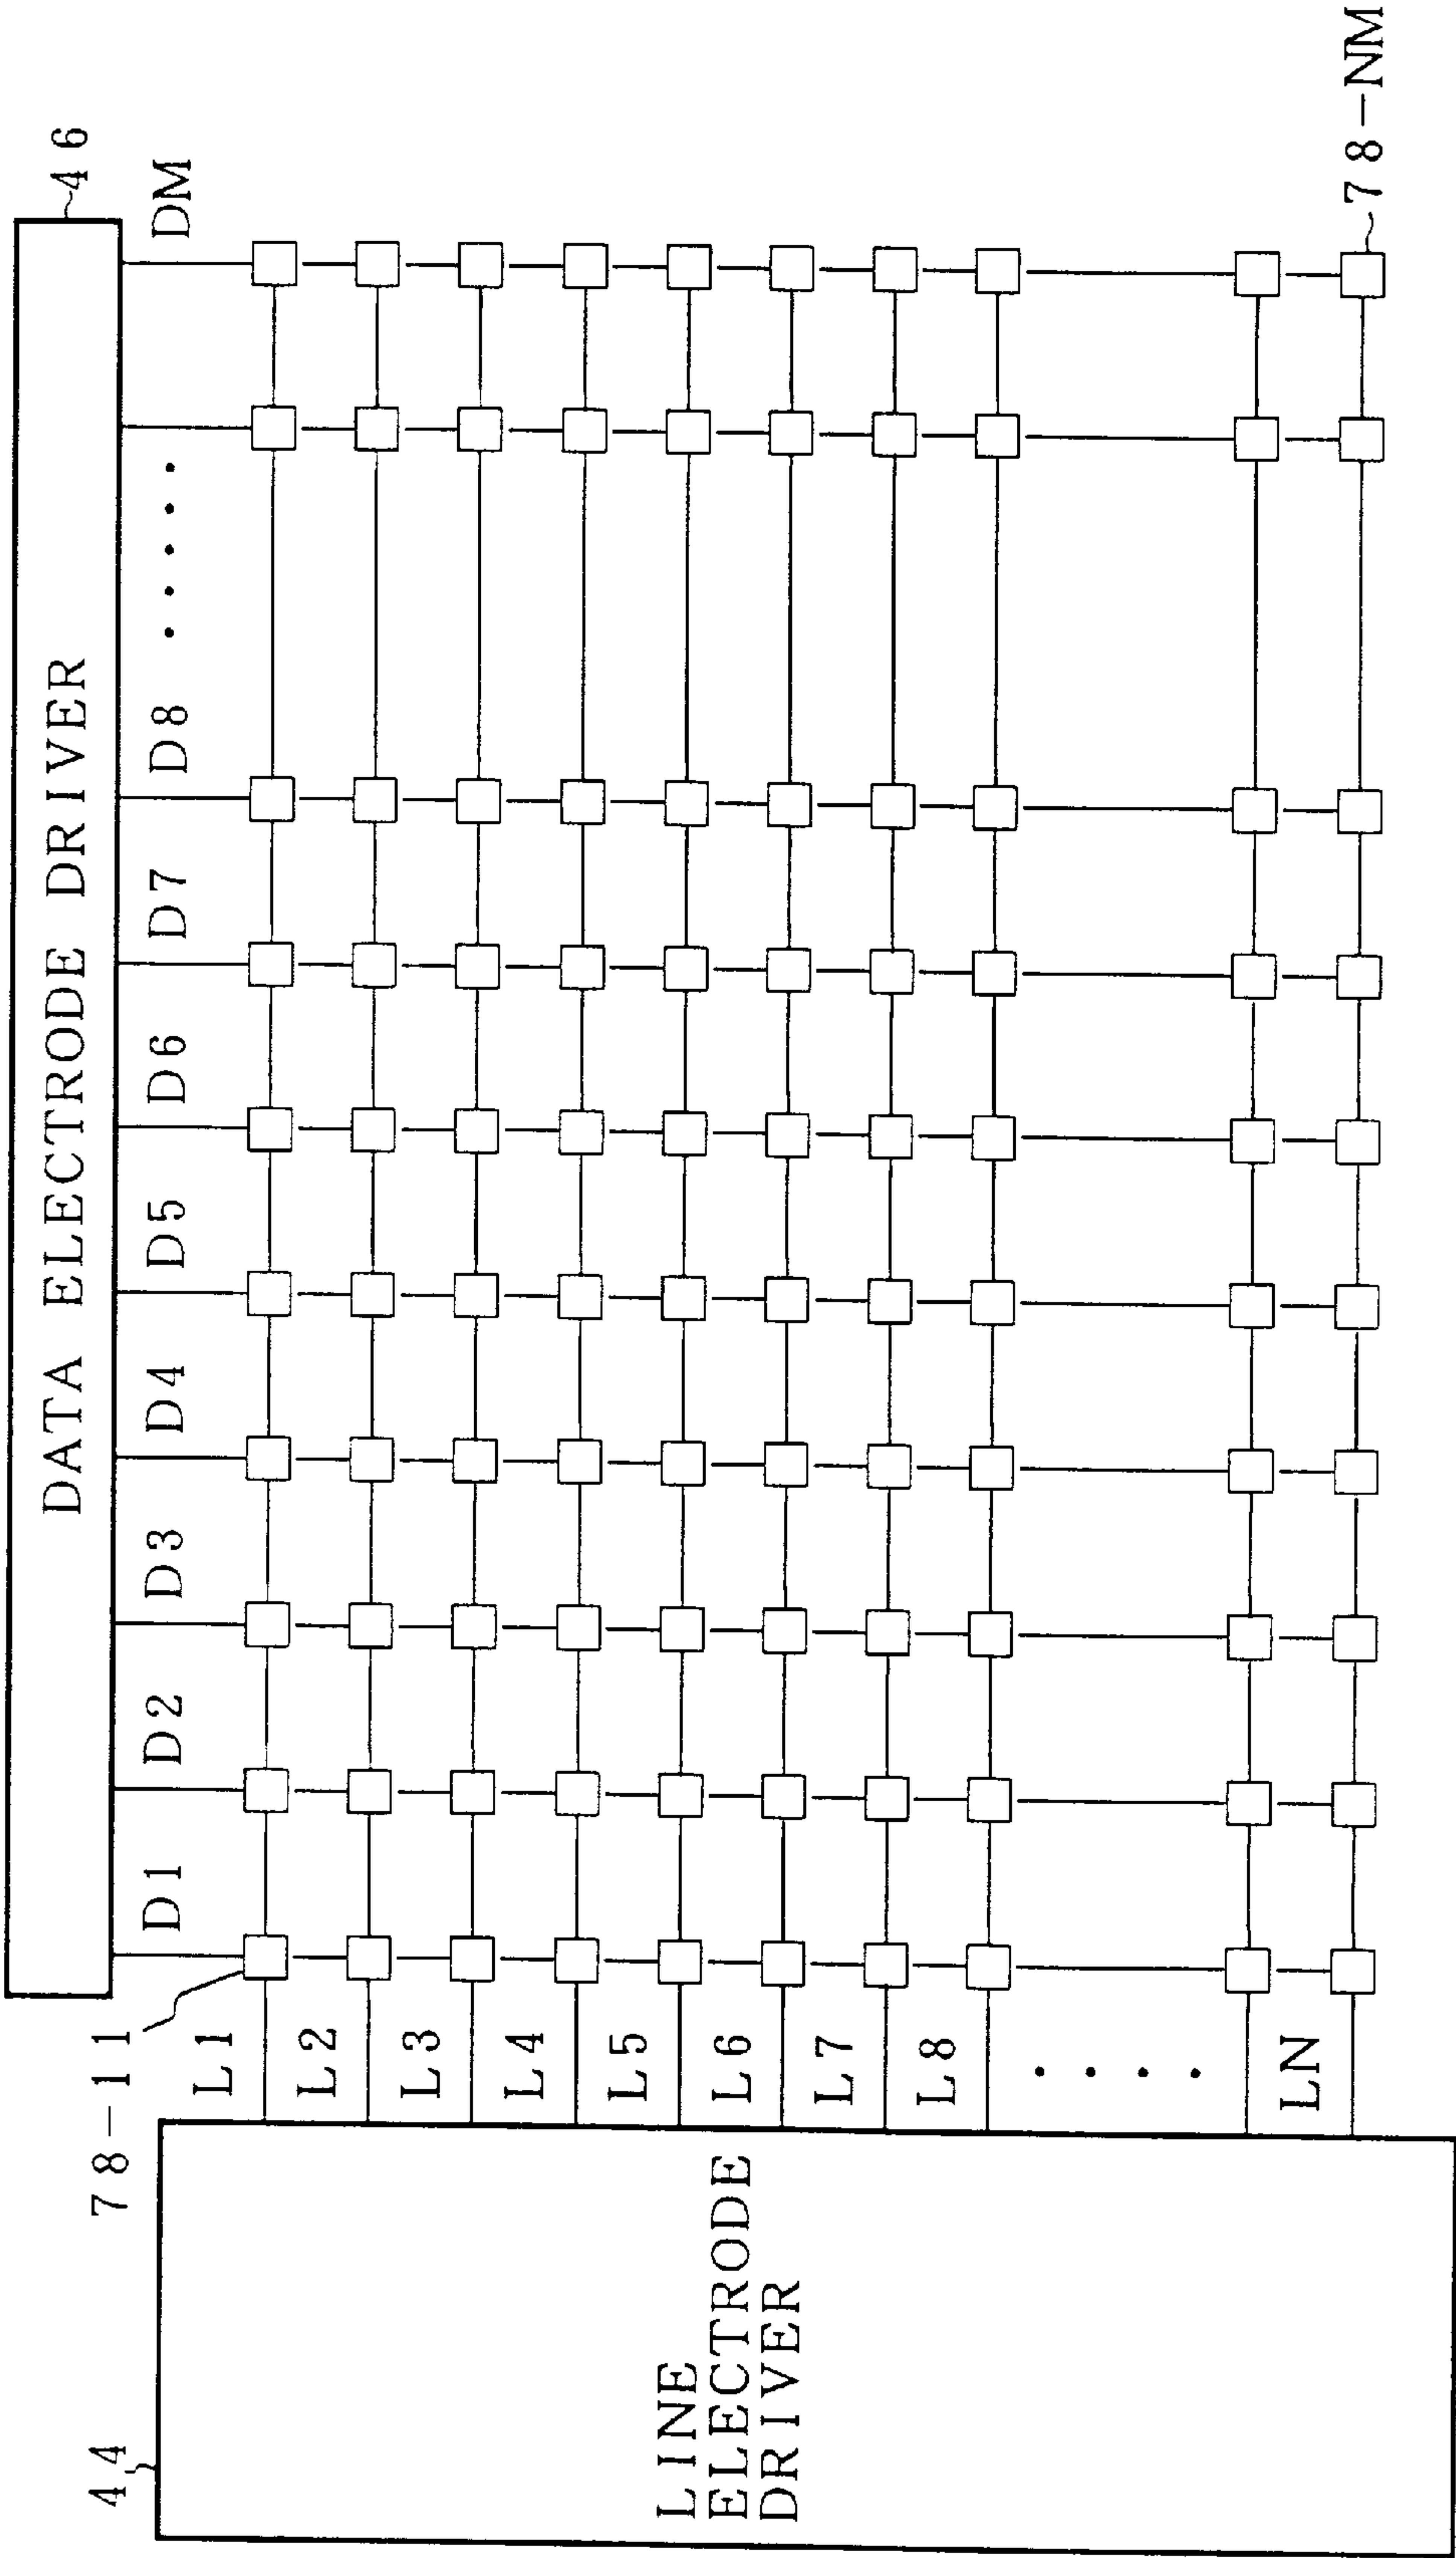 DATA ELECTRODE DRIVER
46
D1 D2 D3 D4 D5 D6 D7 D8 ・・・・・ DM
78-11
44
L1
L2
L3
L4
L5
L6
L7
L8
・・・・
LN
LINE
ELECTRODE
DRIVER
78-NM